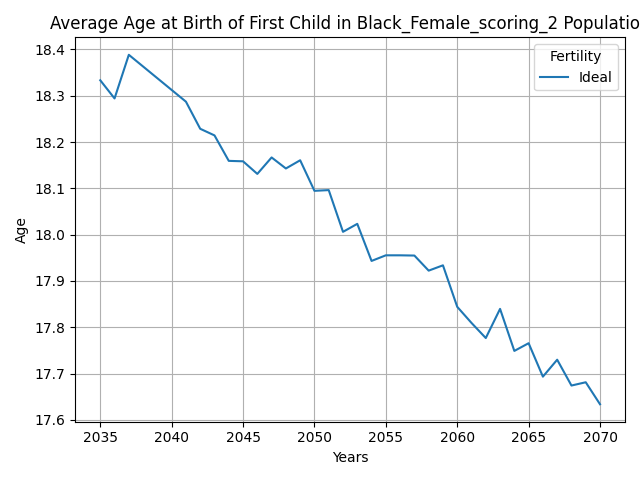 Average Age at Birth of First Child in Black_Female_scoring_2 Populatio
Fertility
Ideal
18.4
18.3
18.2
18.1
18.0
17.9
17.8
17.7
17.6
Age
2035 2040 2045 2050 2055 2060 2065 2070
Years